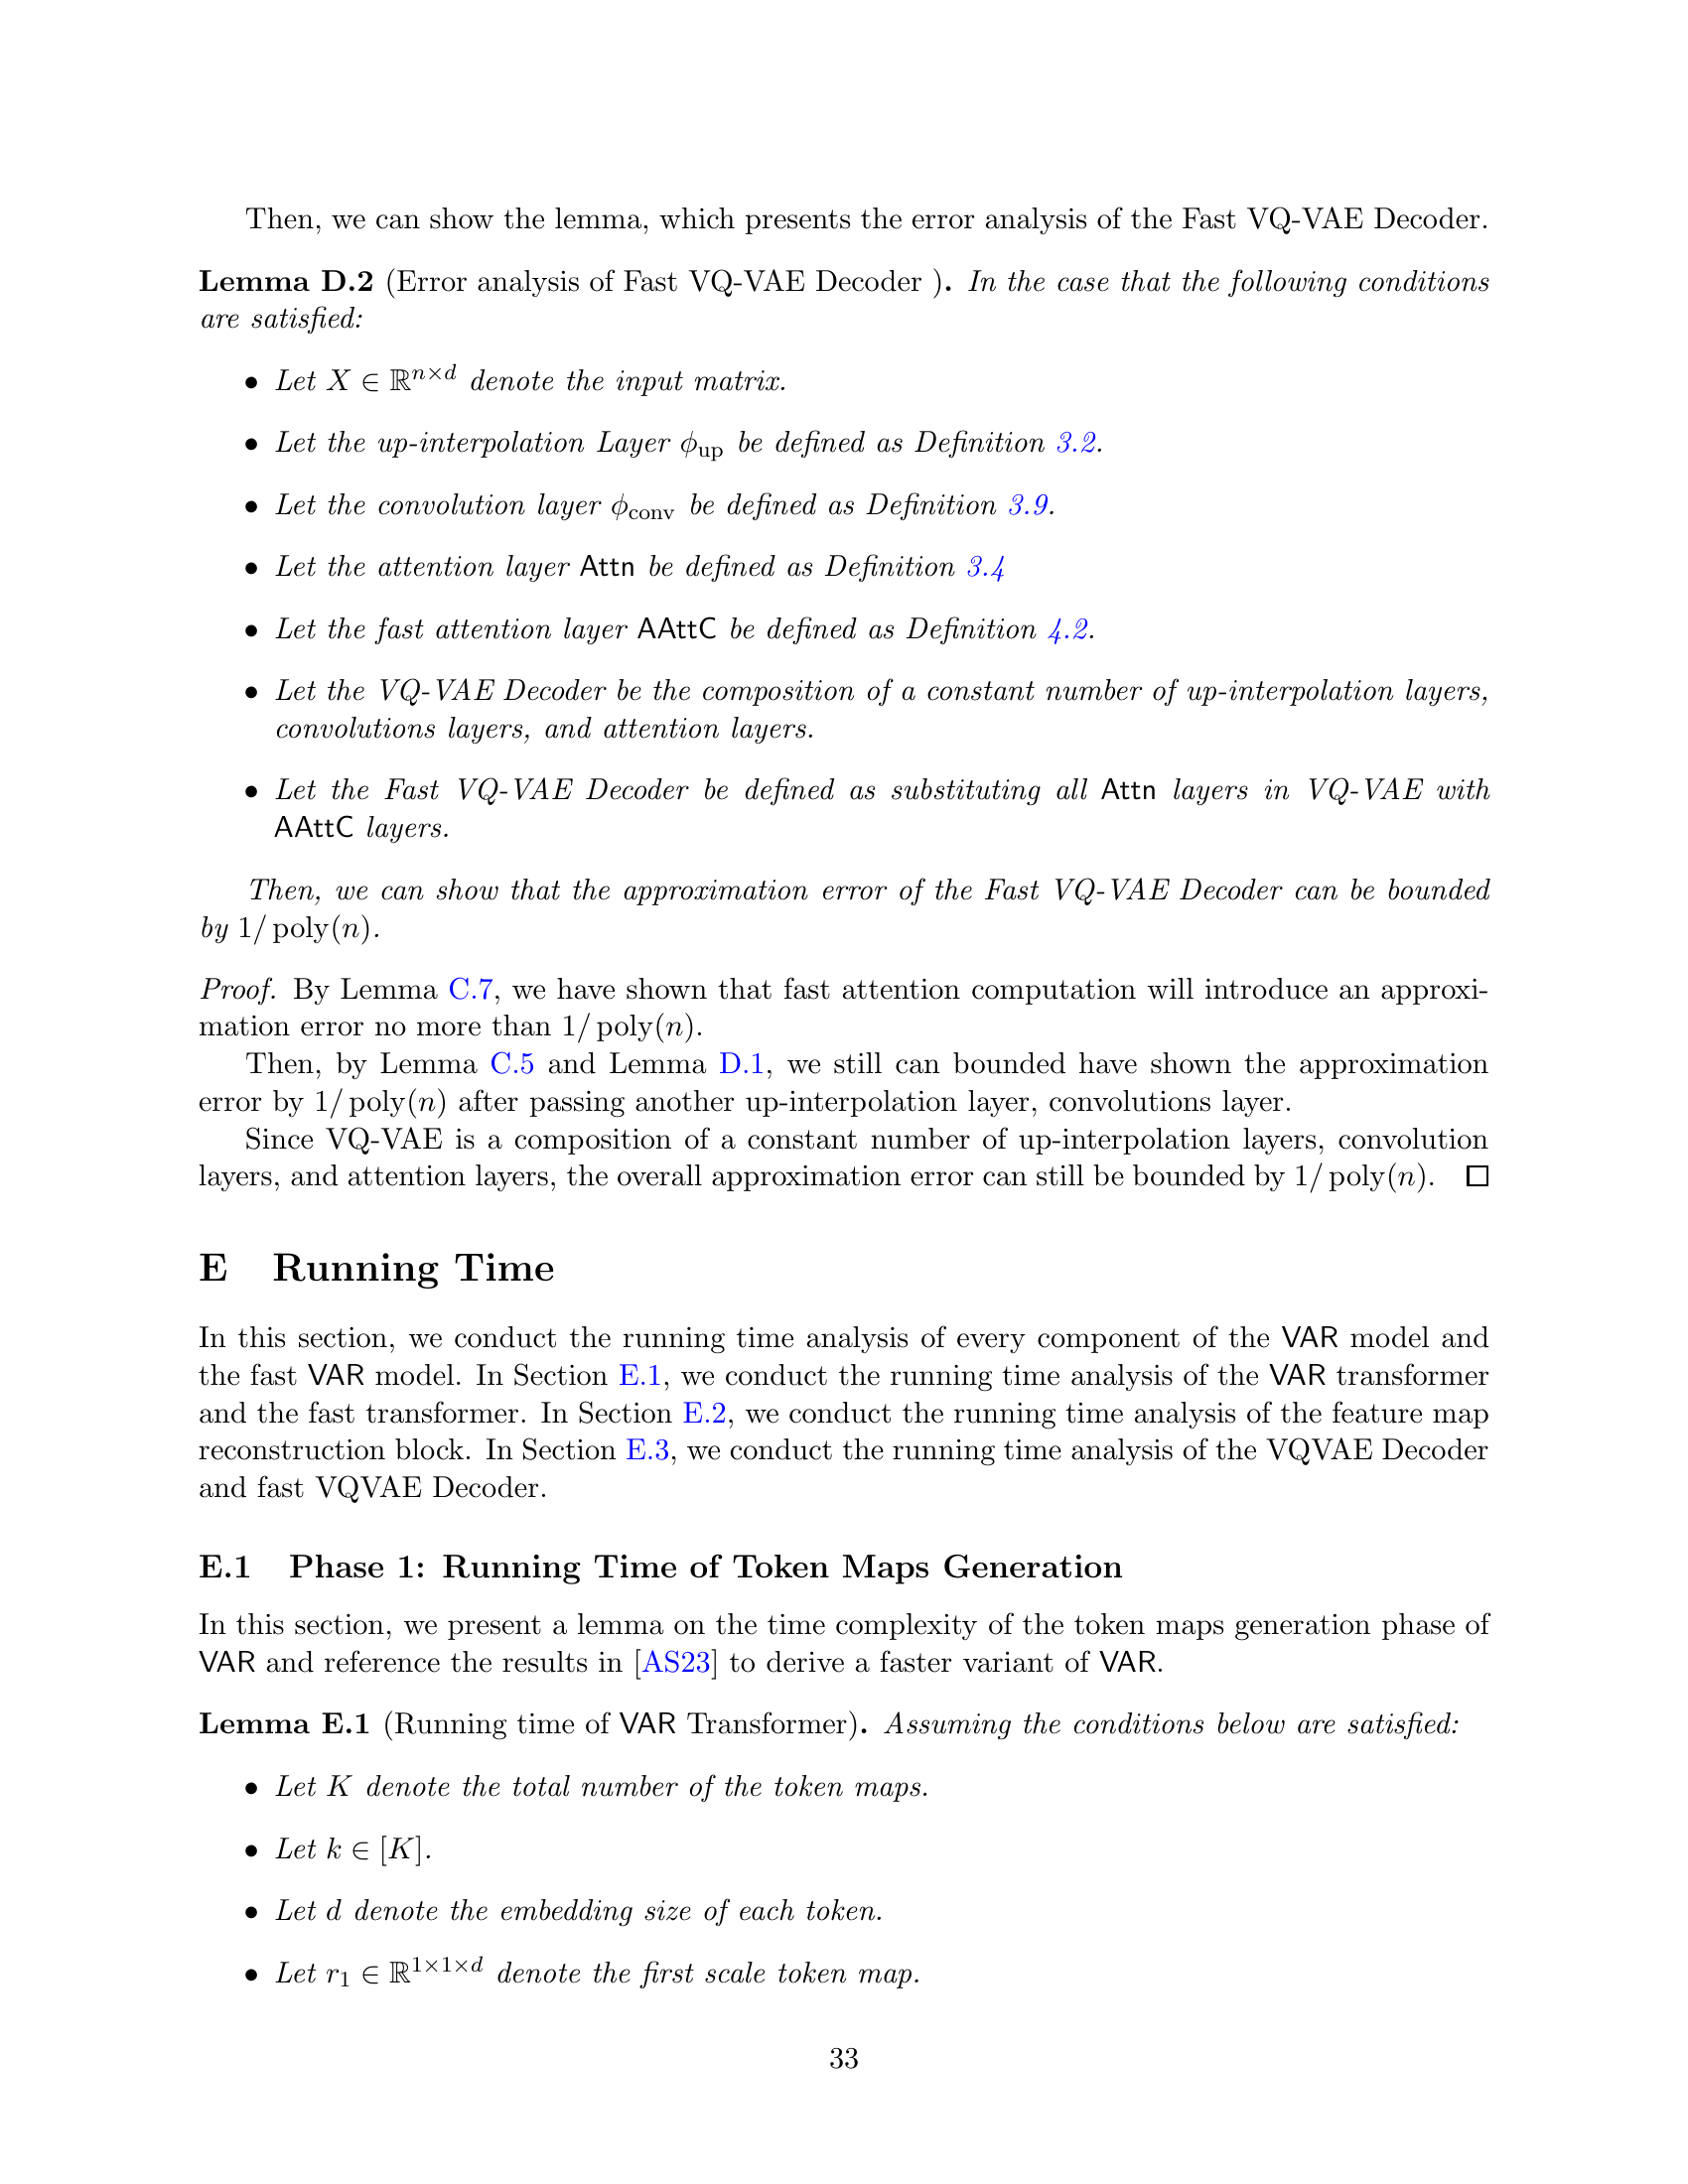 Then, we can show the lemma, which presents the error analysis of the Fast VQ-VAE Decoder.
Lemma D.2 (Error analysis of Fast VQ-VAE Decoder ). In the case that the following conditions
are satisfied:
• Let X ∈ ℝ^{n×d} denote the input matrix.
• Let the up-interpolation Layer ϕ_up be defined as Definition 3.2.
• Let the convolution layer ϕ_conv be defined as Definition 3.9.
• Let the attention layer Attn be defined as Definition 3.4
• Let the fast attention layer AAttC be defined as Definition 4.2.
• Let the VQ-VAE Decoder be the composition of a constant number of up-interpolation layers,
convolutions layers, and attention layers.
• Let the Fast VQ-VAE Decoder be defined as substituting all Attn layers in VQ-VAE with
AAttC layers.
Then, we can show that the approximation error of the Fast VQ-VAE Decoder can be bounded
by 1/ poly(n).
Proof. By Lemma C.7, we have shown that fast attention computation will introduce an approxi-
mation error no more than 1/ poly(n).
Then, by Lemma C.5 and Lemma D.1, we still can bounded have shown the approximation
error by 1/ poly(n) after passing another up-interpolation layer, convolutions layer.
Since VQ-VAE is a composition of a constant number of up-interpolation layers, convolution
layers, and attention layers, the overall approximation error can still be bounded by 1/ poly(n). □
E Running Time
In this section, we conduct the running time analysis of every component of the VAR model and
the fast VAR model. In Section E.1, we conduct the running time analysis of the VAR transformer
and the fast transformer. In Section E.2, we conduct the running time analysis of the feature map
reconstruction block. In Section E.3, we conduct the running time analysis of the VQVAE Decoder
and fast VQVAE Decoder.
E.1 Phase 1: Running Time of Token Maps Generation
In this section, we present a lemma on the time complexity of the token maps generation phase of
VAR and reference the results in [AS23] to derive a faster variant of VAR.
Lemma E.1 (Running time of VAR Transformer). Assuming the conditions below are satisfied:
• Let K denote the total number of the token maps.
• Let k ∈ [K].
• Let d denote the embedding size of each token.
• Let r_1 ∈ ℝ^{1×1×d} denote the first scale token map.
33